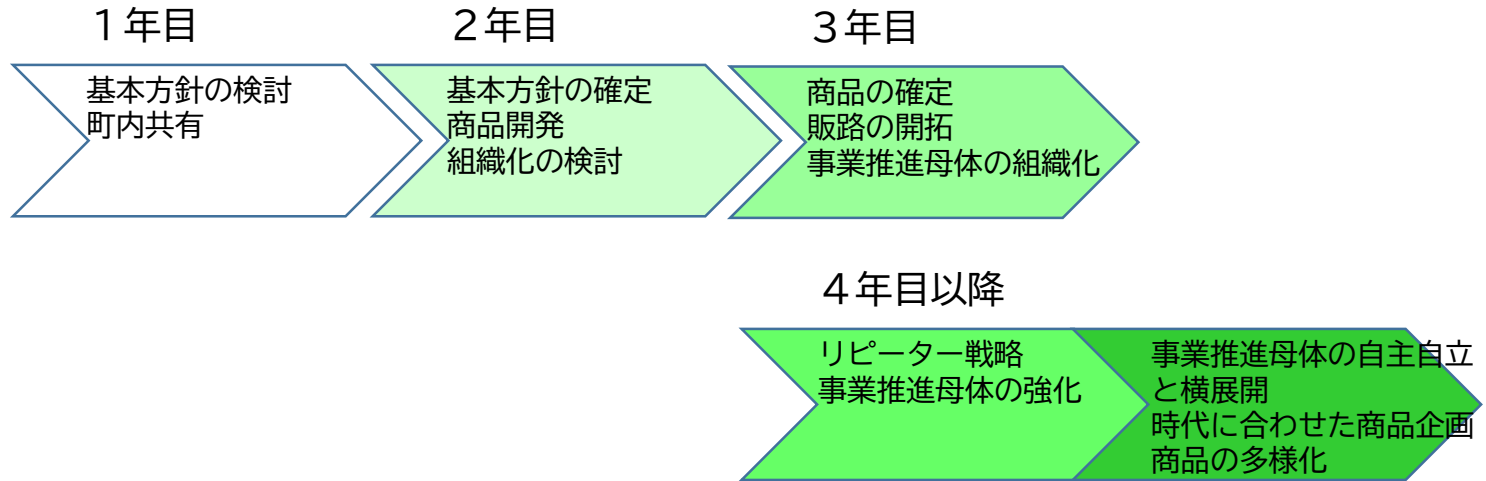 １年目
基本方針の検討
町内共有
２年目
基本方針の確定
商品開発
組織化の検討
３年目
商品の確定
販路の開拓
事業推進母体の組織化
４年目以降
リピーター戦略
事業推進母体の強化
事業推進母体の自主自立
と横展開
時代に合わせた商品企画
商品の多様化